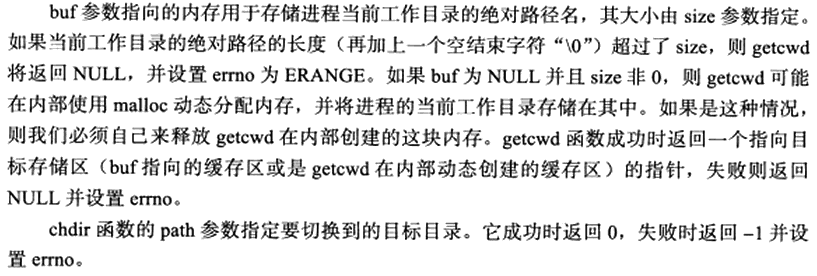 buf 参数指向的内存用于存储进程当前工作目录的绝对路径名，其大小由 size 参数指定。
如果当前工作目录的绝对路径的长度（再加上一个空结束字符“\0”）超过了 size，则 getcwd
将返回 NULL，并设置 errno 为 ERANGE。如果 buf 为 NULL 并且 size 非 0，则 getcwd 可能
在内部使用 malloc 动态分配内存，并将进程的当前工作目录存储在其中。如果是这种情况，
则我们必须自己来释放 getcwd 在内部创建的这块内存。getcwd 函数成功时返回一个指向目
标存储区（buf 指向的缓存区或是 getcwd 在内部动态创建的缓存区）的指针，失败则返回
NULL 并设置 errno。
chdir 函数的 path 参数指定要切换到的目标目录。它成功时返回 0，失败时返回 –1 并设
置 errno。